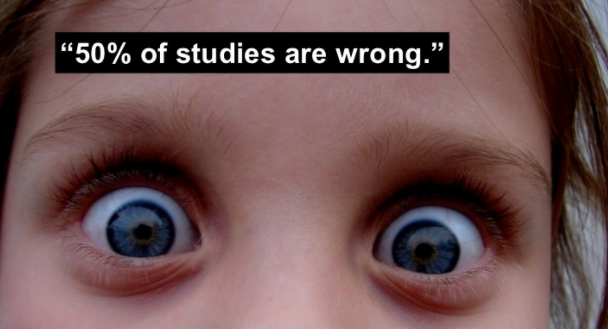 “50% of studies are wrong.”